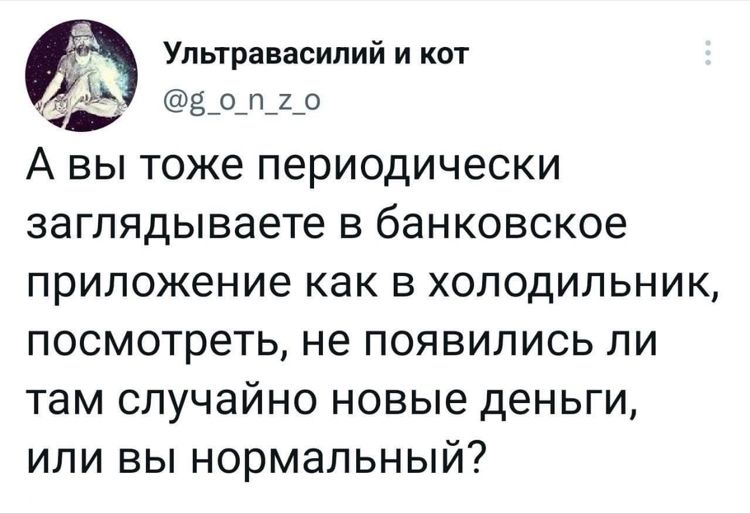 Ультравасилий и кот
@g_o_n_z_o
А вы тоже периодически
заглядываете в банковское
приложение как в холодильник,
посмотреть, не появились ли
там случайно новые деньги,
или вы нормальный?